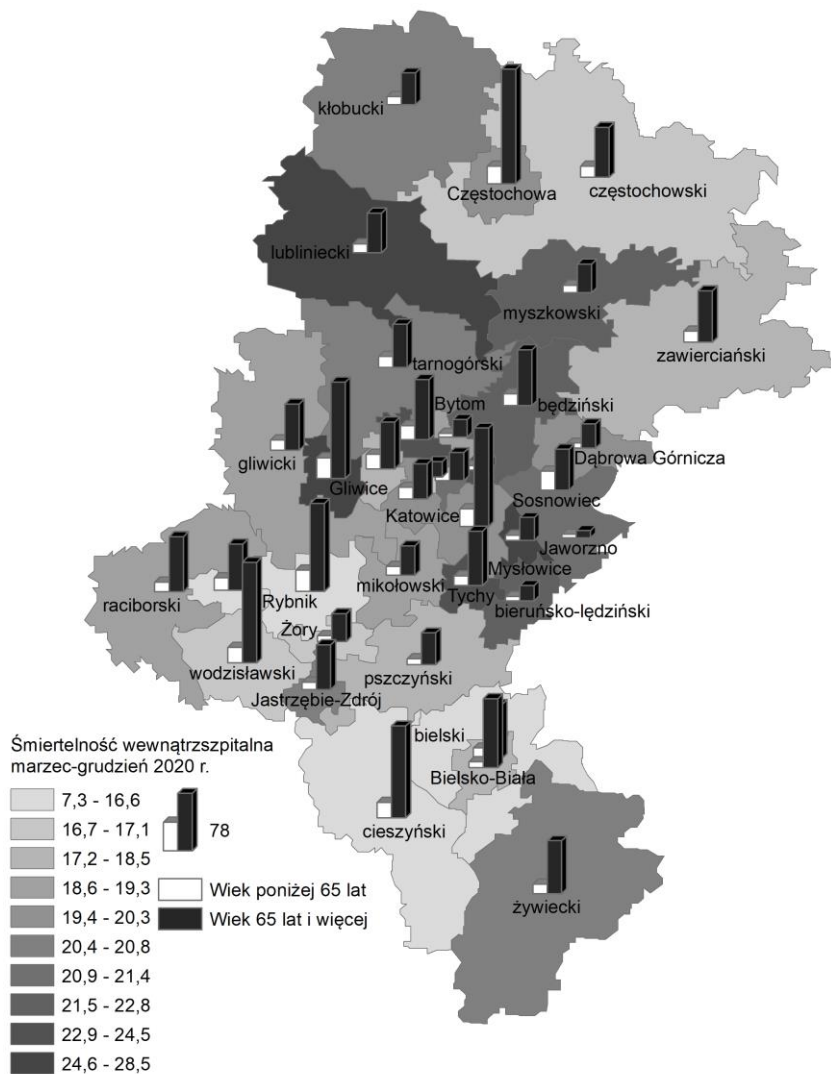 kłobucki
Częstochowa
częstochowski
lubliniecki
myszkowski
zawierciański
tarnogórski
Bytom
będziński
gliwicki
Gliwice
Dąbrowa Górnicza
Sosnowiec
Katowice
Jaworzno
Mysłowice
mikołowski
Tychy
raciborski
Rybnik
bieruńsko-lędziński
Żory
wodzisławski
pszczyński
Jastrzębie-Zdrój
bielski
Bielsko-Biała
cieszyński
żywiecki
Śmiertelność wewnątrzszpitalna
marzec-grudzień 2020 r.
7,3 - 16,6
16,7 - 17,1
17,2 - 18,5
18,6 - 19,3
19,4 - 20,3
20,4 - 20,8
20,9 - 21,4
21,5 - 22,8
22,9 - 24,5
24,6 - 28,5
78
Wiek poniżej 65 lat
Wiek 65 lat i więcej